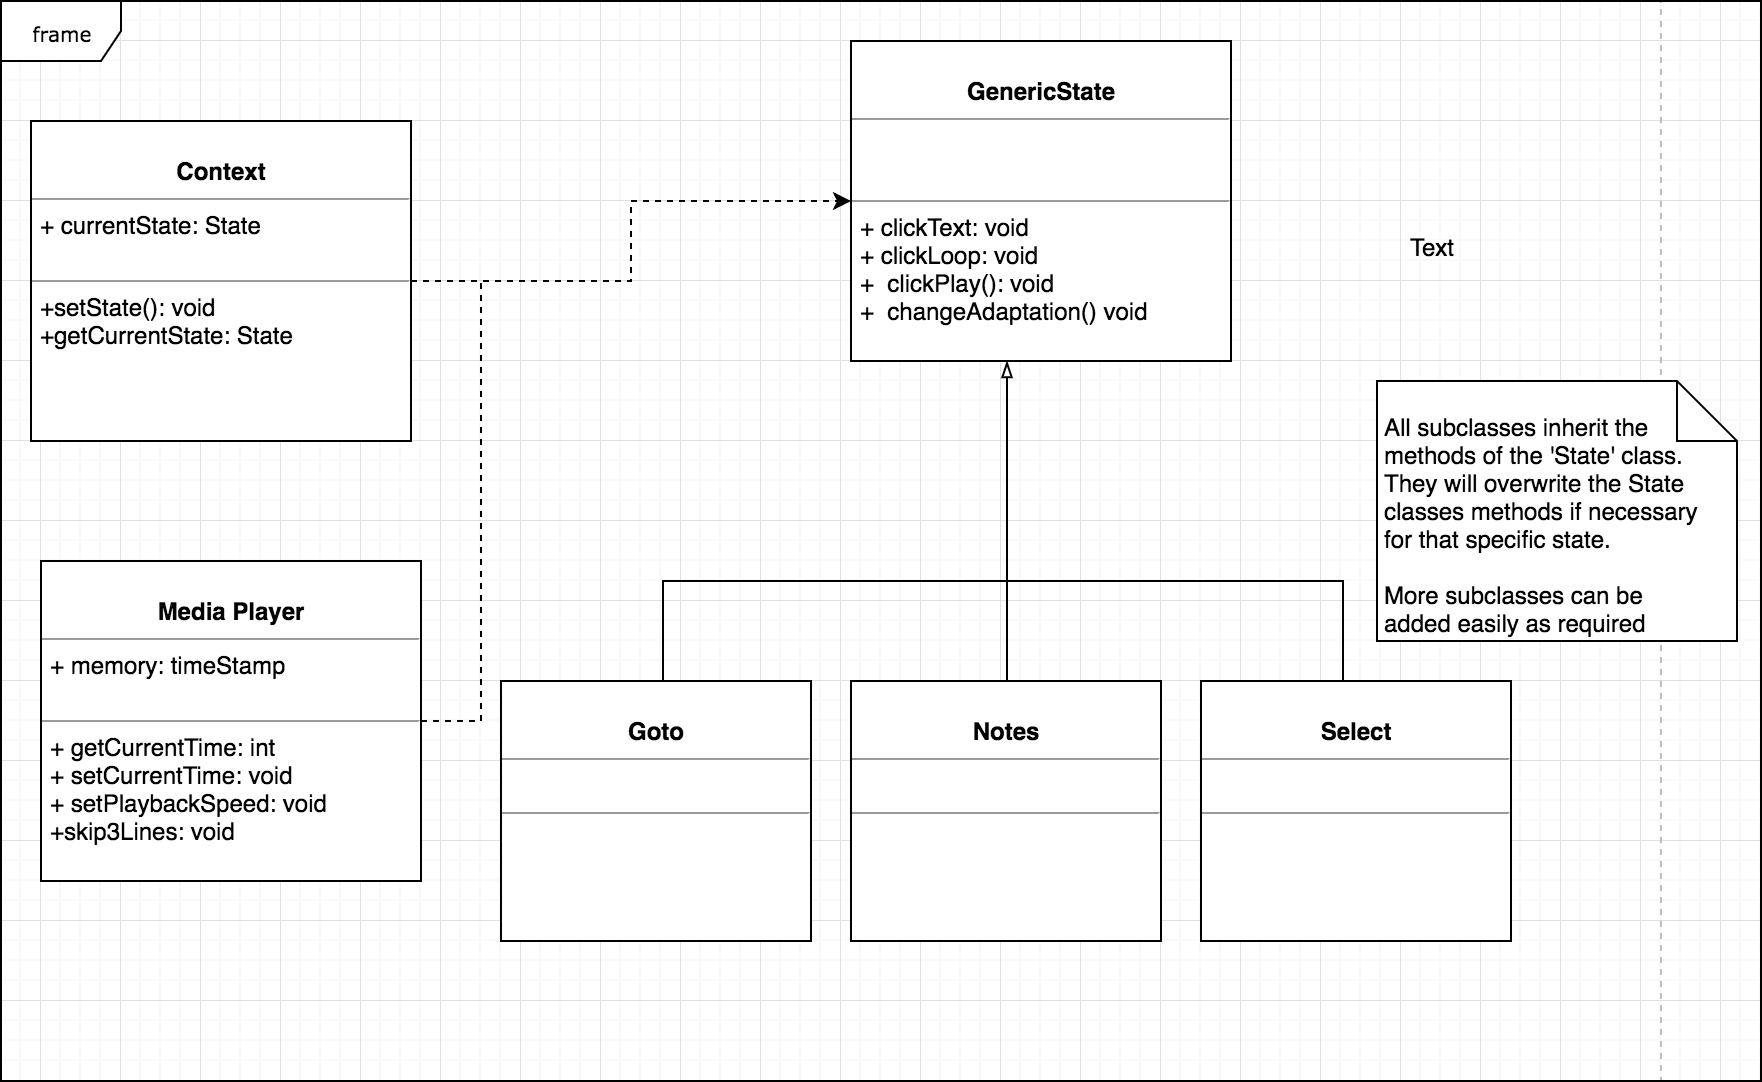 frame
GenericState
+ clickText: void
+ clickLoop: void
+  clickPlay(): void
+  changeAdaptation() void
Context
+ currentState: State
+setState(): void
+getCurrentState: State
Text
All subclasses inherit the
methods of the 'State' class.
They will overwrite the State
classes methods if necessary
for that specific state.

More subclasses can be
added easily as required
Media Player
+ memory: timeStamp
+ getCurrentTime: int
+ setCurrentTime: void
+ setPlaybackSpeed: void
+skip3Lines: void
Goto
Notes
Select